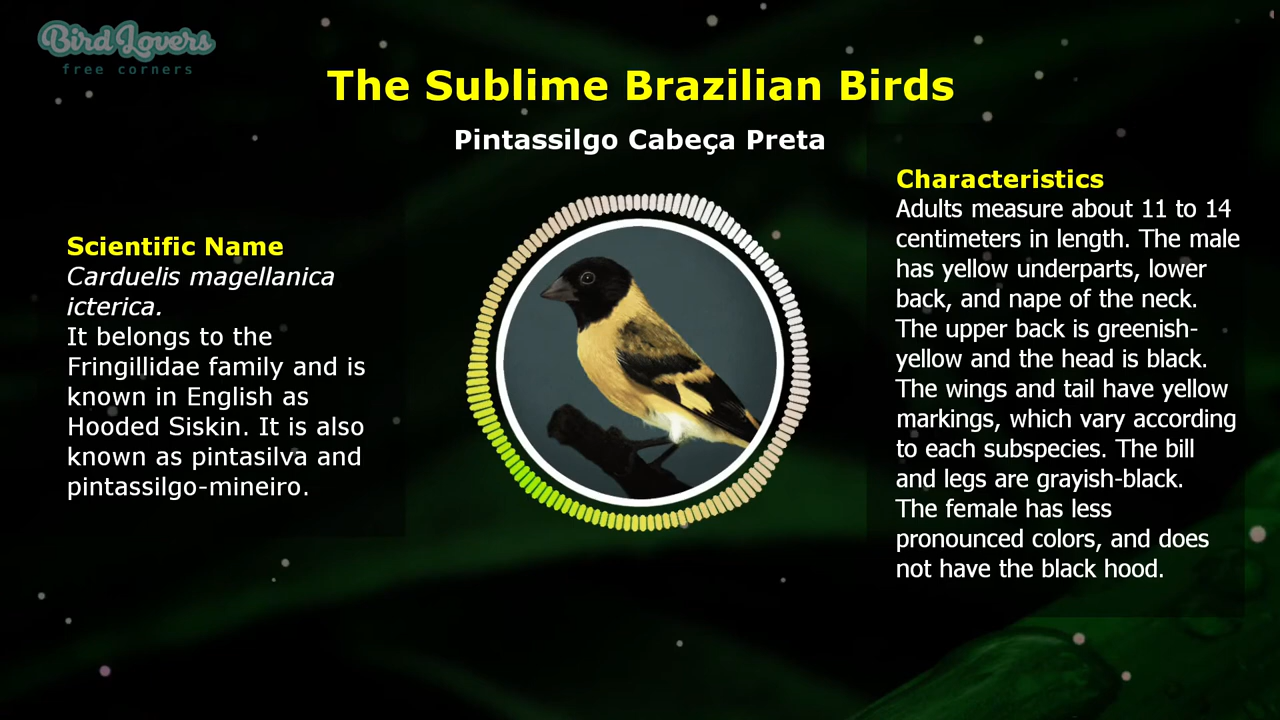 Bird Lovers
free corners
The Sublime Brazilian Birds
Pintassilgo Cabeça Preta
Scientific Name
Carduelis magellanica
icterica.
It belongs to the
Fringillidae family and is
known in English as
Hooded Siskin. It is also
known as pintasilva and
pintassilgo-mineiro.
Characteristics
Adults measure about 11 to 14
centimeters in length. The male
has yellow underparts, lower
back, and nape of the neck.
The upper back is greenish-
yellow and the head is black.
The wings and tail have yellow
markings, which vary according
to each subspecies. The bill
and legs are grayish-black.
The female has less
pronounced colors, and does
not have the black hood.